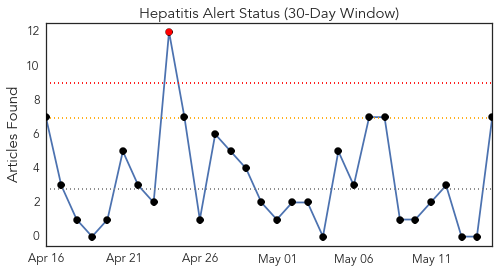 Hepatitis Alert Status (30-Day Window)
Articles Found
12
10
8
6
4
2
0
Apr 16
Apr 21
Apr 26
May 01
May 06
May 11